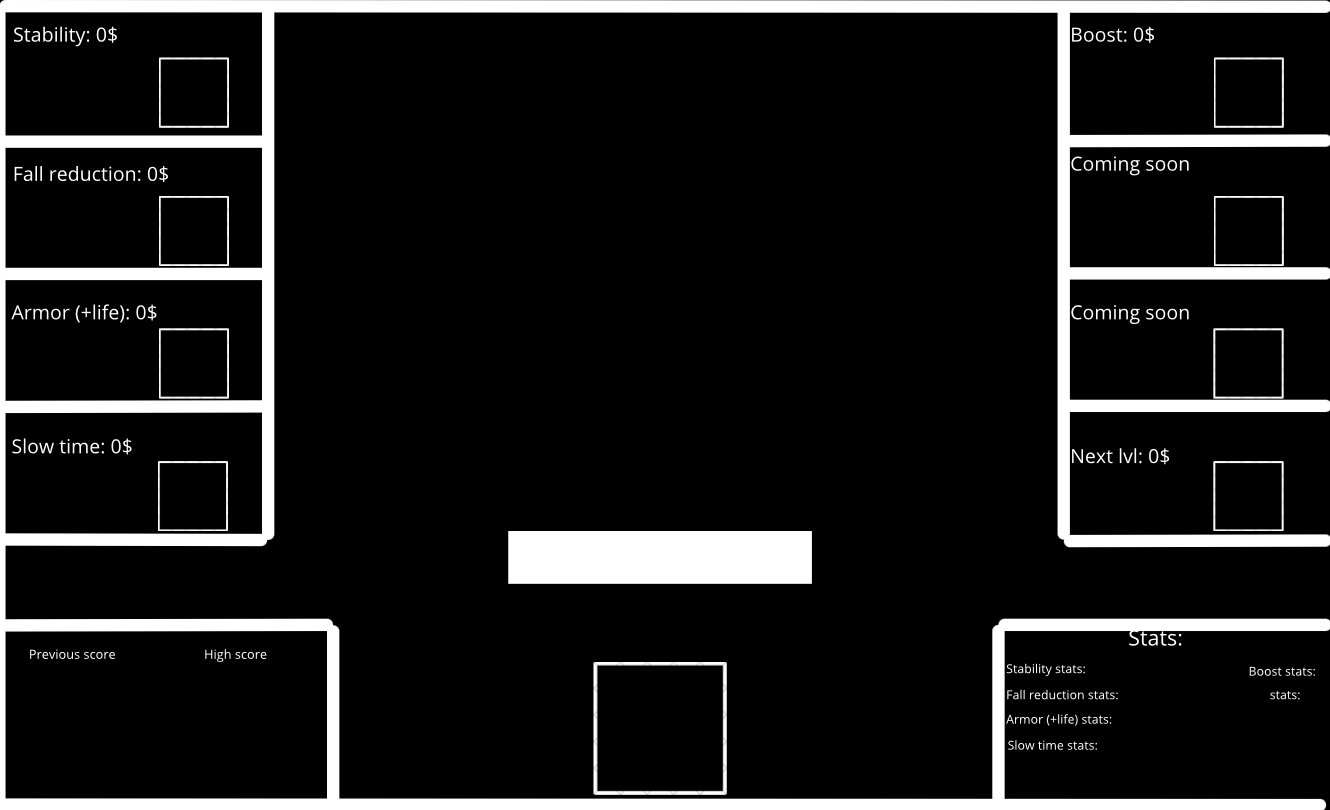 Stability: 0$
Fall reduction: 0$
Armor (+life): 0$
Slow time: 0$
Boost: 0$
Coming soon
Coming soon
Next lvl: 0$
Previous score
High score
Stats:
Stability stats:
Fall reduction stats:
Armor (+life) stats:
Slow time stats:
Boost stats:
stats: